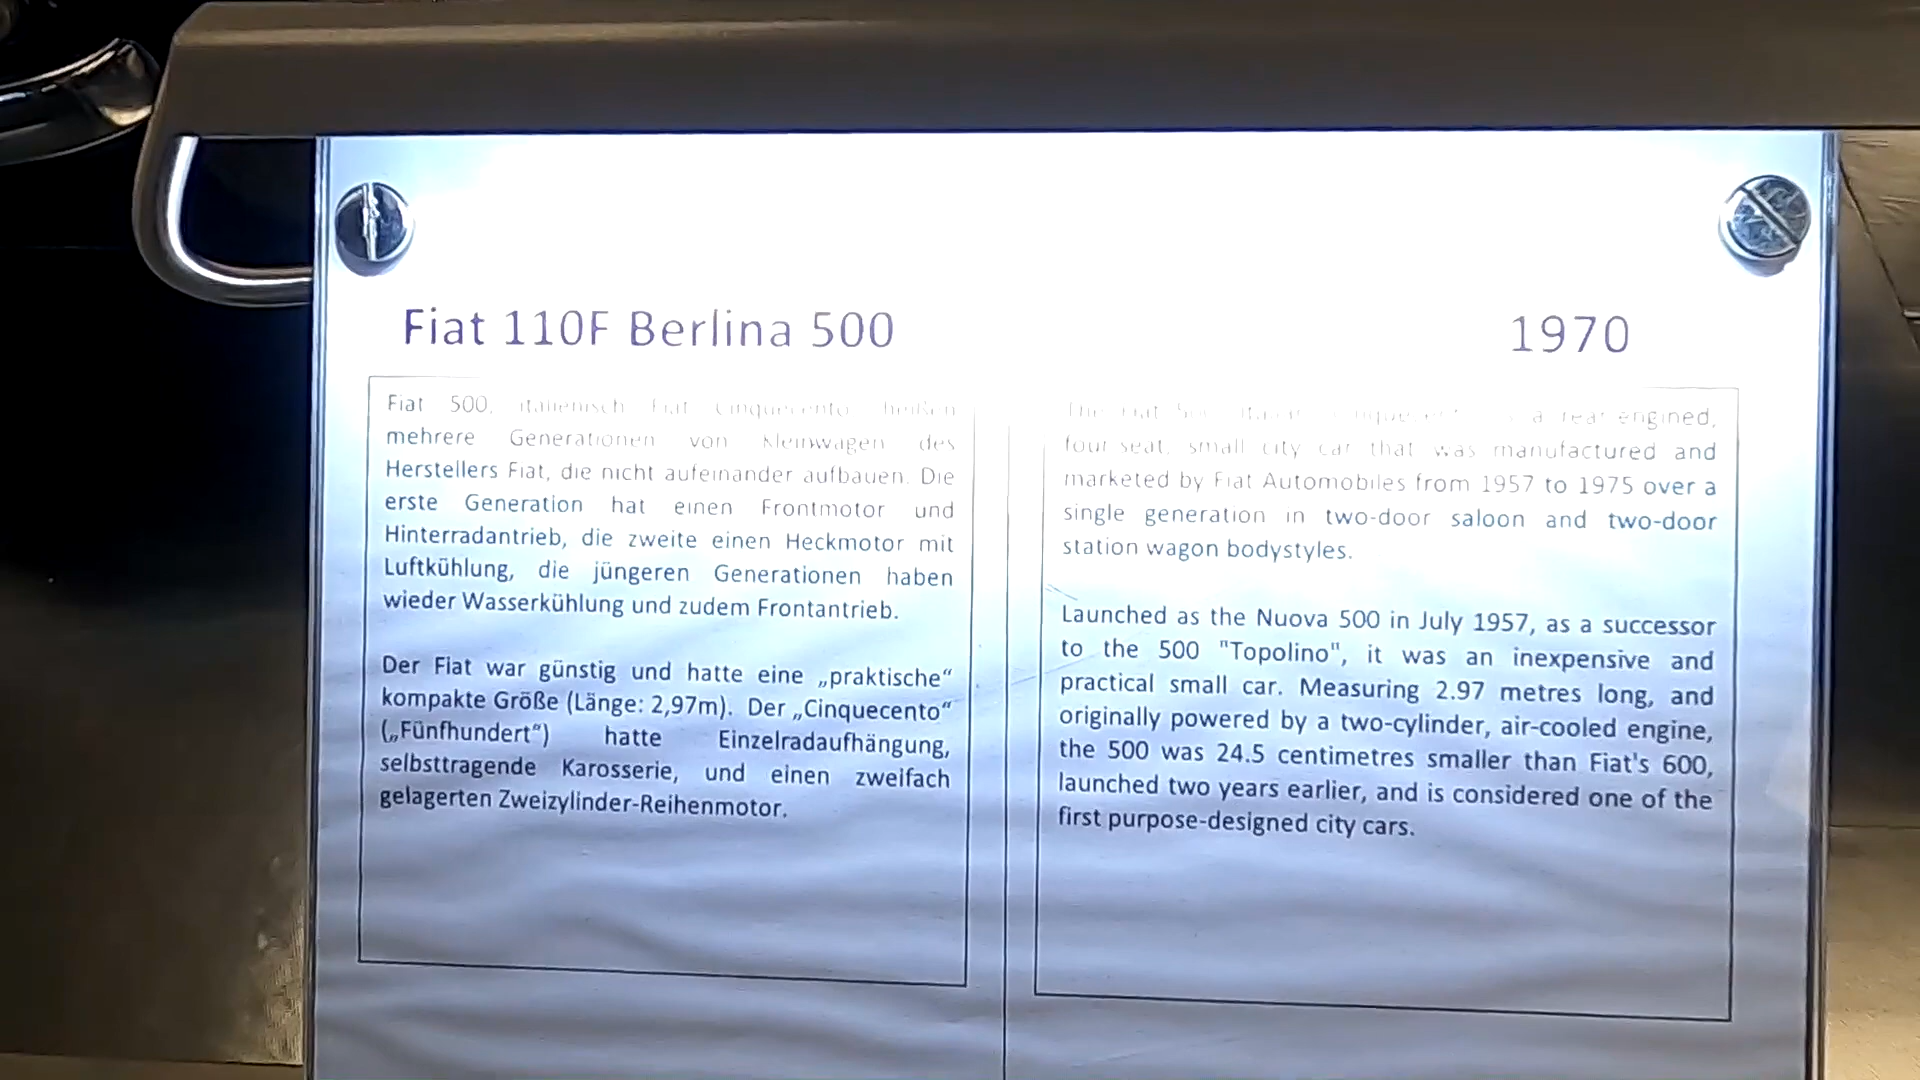 Fiat 110F Berlina 500
1970
Fiat 500, italienisch Fiat Cinquecento heißen
mehrere Generationen von Kleinwagen des
Herstellers Fiat, die nicht aufeinander aufbauen. Die
erste Generation hat einen Frontmotor und
Hinterradantrieb, die zweite einen Heckmotor mit
Luftkühlung, die jüngeren Generationen haben
wieder Wasserkühlung und zudem Frontantrieb.
Der Fiat war günstig und hatte eine „praktische“
kompakte Größe (Länge: 2,97m). Der „Cinquecento“
(„Fünfhundert“) hatte Einzelradaufhängung,
selbsttragende Karosserie, und einen zweifach
gelagerten Zweizylinder-Reihenmotor.
The Fiat a rear engined,
four seat, small city car that was manufactured and
marketed by Fiat Automobiles from 1957 to 1975 over a
single generation in two-door saloon and two-door
station wagon bodystyles.
Launched as the Nuova 500 in July 1957, as a successor
to the 500 "Topolino", it was an inexpensive and
practical small car. Measuring 2.97 metres long, and
originally powered by a two-cylinder, air-cooled engine,
the 500 was 24.5 centimetres smaller than Fiat's 600,
launched two years earlier, and is considered one of the
first purpose-designed city cars.